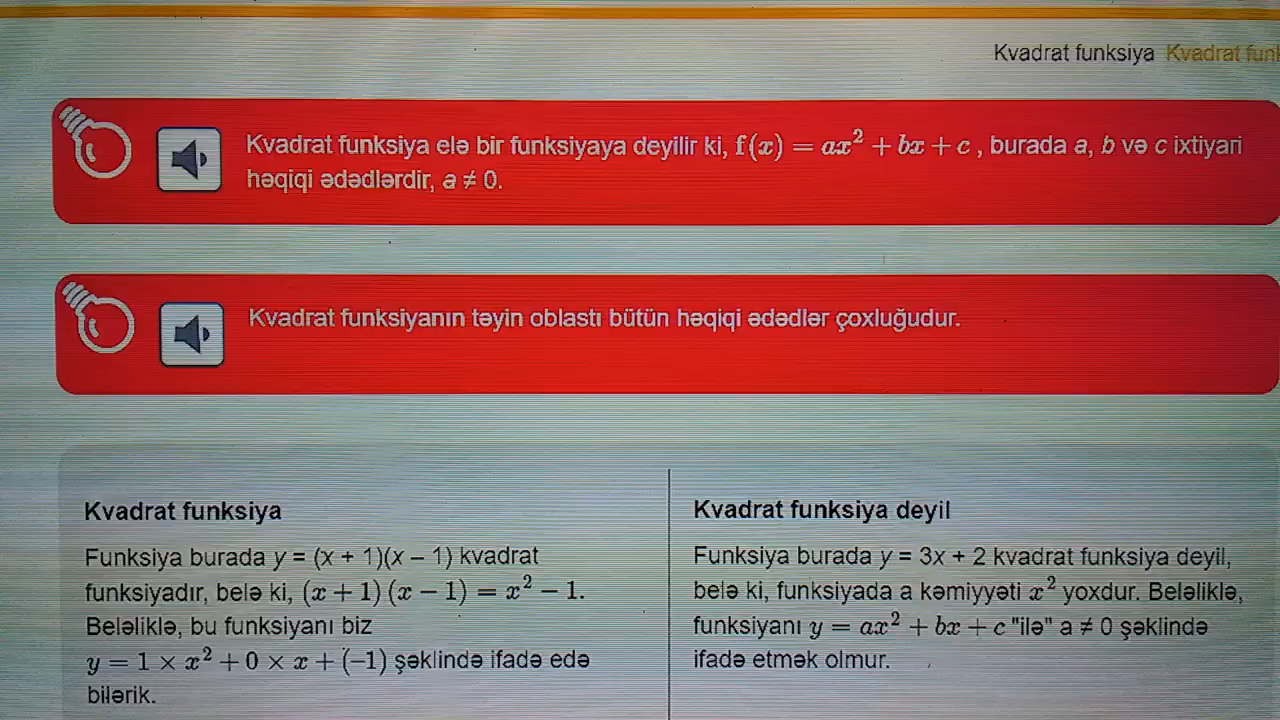 Kvadrat funksiya Kvadrat
Kvadrat funksiya elə bir funksiyaya deyilir ki, f(x) = ax² + bx + c , burada a, b və c ixtiyari
həqiqi ədədlərdir, a ≠ 0.
Kvadrat funksiyanın təyin oblastı bütün həqiqi ədədlər çoxluğudur.
Kvadrat funksiya
Funksiya burada y = (x + 1)(x – 1) kvadrat
funksiyadır, belə ki, (x + 1) (x − 1) = x² − 1.
Beləliklə, bu funksiyanı biz
y = 1 × x² + 0 × x + (−1) şəklində ifadə edə
bilərik.
Kvadrat funksiya deyil
Funksiya burada y = 3x + 2 kvadrat funksiya deyil,
belə ki, funksiyada a kəmiyyəti x² yoxdur. Beləliklə,
funksiyanı y = ax² + bx + c "ilə" a ≠ 0 şəklində
ifadə etmək olmur.